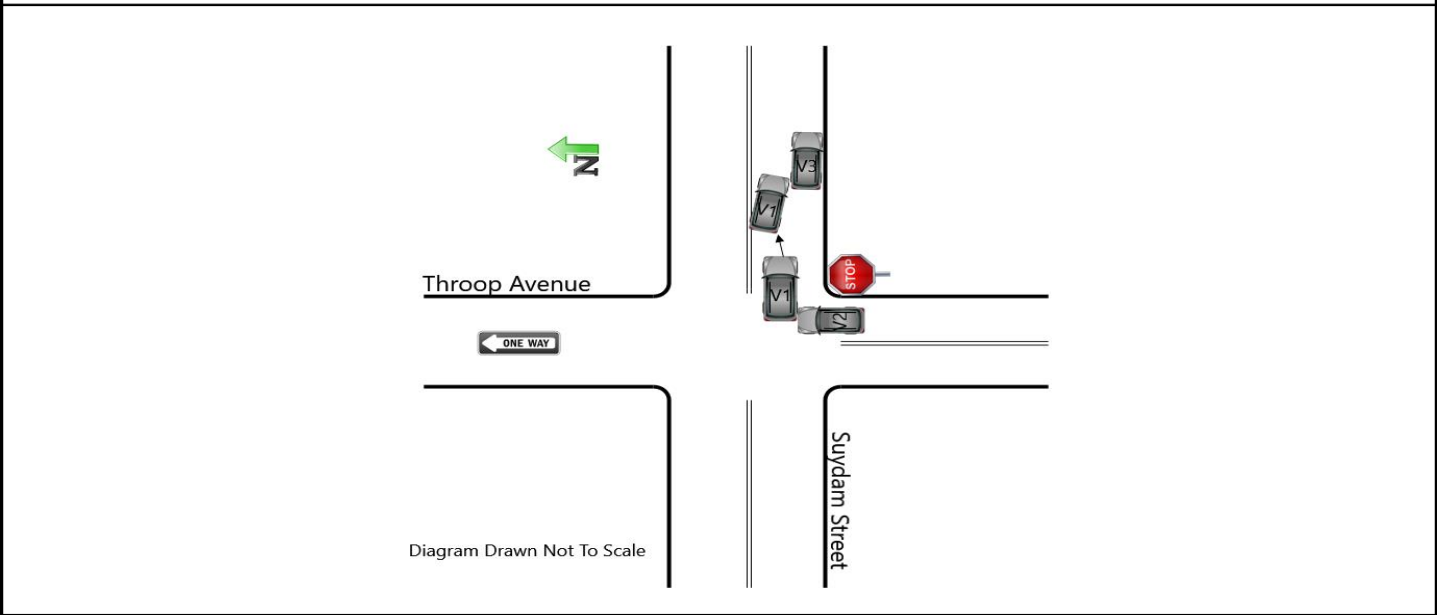 N
V3
V1
Throop Avenue
STOP
V1
V2
ONE WAY
Suydam Street
Diagram Drawn Not To Scale